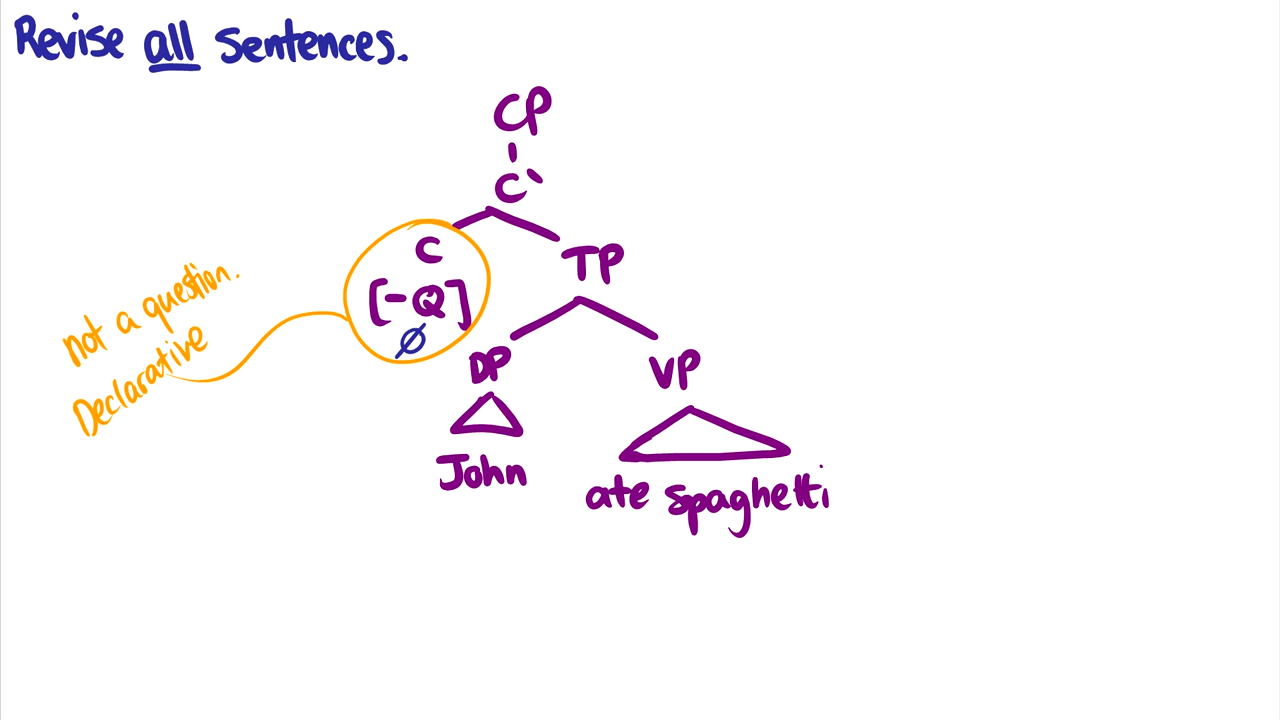 Revise all sentences.
CP
C`
C
TP
[-Q]
∅
not a question.
Declarative
DP
VP
John
ate spaghetti